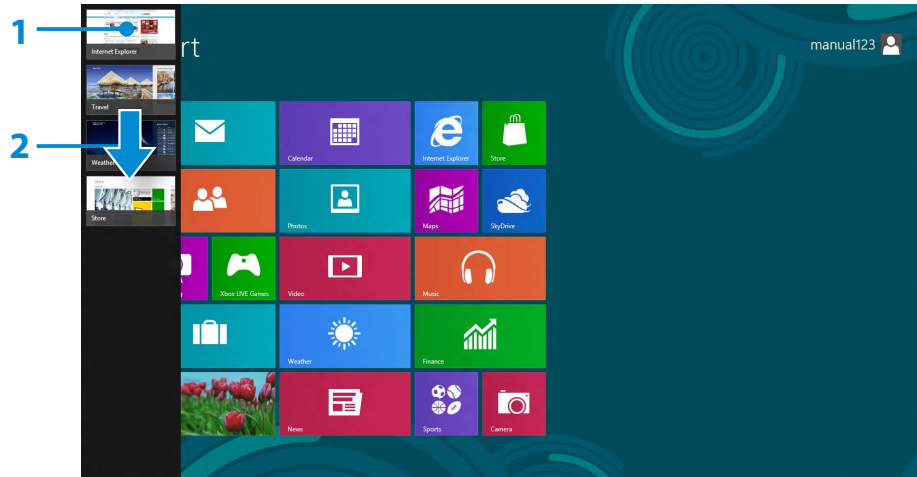 1
Internet Explorer
rt
manual123
Travel
2
Weather
Store
Store
Calendar
Internet Explorer
Store
Photos
Maps
SkyDrive
Xbox LIVE Games
Video
Music
Weather
Finance
News
Sports
Camera